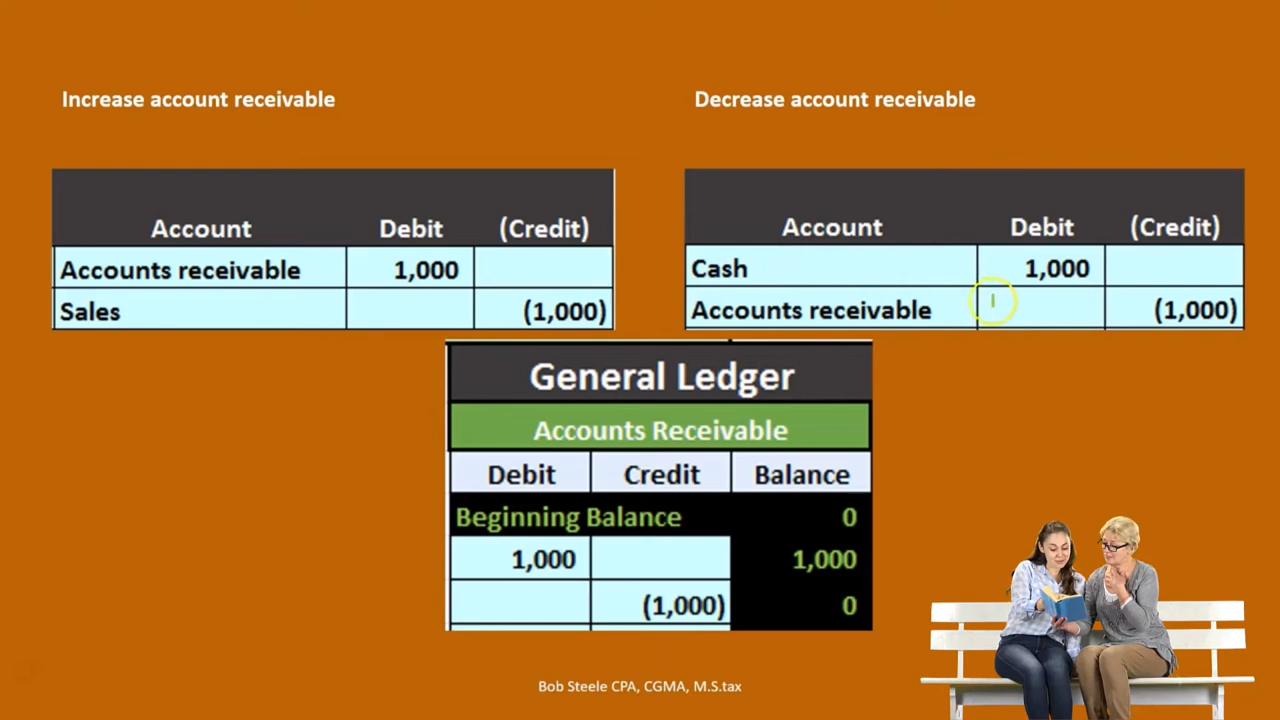 Increase account receivable
Account Debit (Credit)
Accounts receivable 1,000
Sales (1,000)
Decrease account receivable
Account Debit (Credit)
Cash 1,000
Accounts receivable (1,000)
General Ledger
Accounts Receivable
Debit Credit Balance
Beginning Balance 0
1,000 1,000
(1,000) 0
Bob Steele CPA, CGMA, M.S.tax